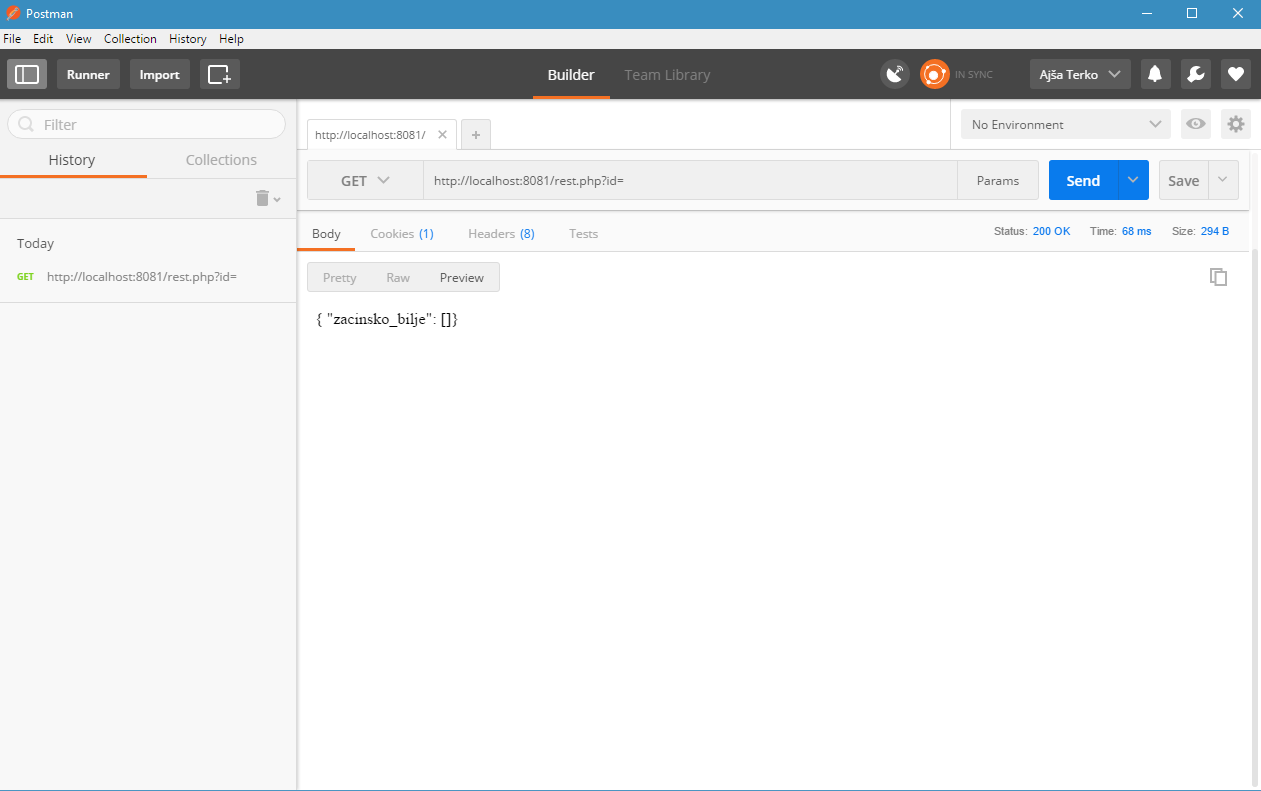 Postman
File Edit View Collection History Help
Runner Import Builder Team Library IN SYNC Ajša Terko
Filter
History Collections
Today
GET http://localhost:8081/rest.php?id=
http://localhost:8081/
No Environment
GET http://localhost:8081/rest.php?id= Params Send Save
Body Cookies (1) Headers (8) Tests Status: 200 OK Time: 68 ms Size: 294 B
Pretty Raw Preview
{ "zacinsko_bilje": []}